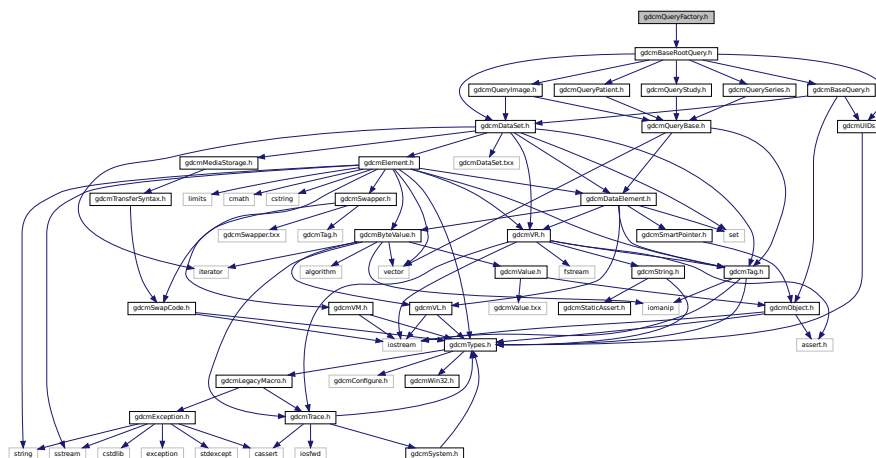 gdcmQueryFactory.h
gdcmBaseRootQuery.h
gdcmQueryImage.h gdcmQueryPatient.h gdcmQueryStudy.h gdcmQuerySeries.h gdcmBaseQuery.h
gdcmDataSet.h gdcmQueryBase.h gdcmUIDs
gdcmMediaStorage.h gdcmElement.h gdcmDataSet.txx
gdcmTransferSyntax.h limits cmath cstring gdcmSwapper.h gdcmDataElement.h
gdcmSwapper.txx gdcmTag.h gdcmByteValue.h gdcmVR.h gdcmSmartPointer.h set
iterator algorithm vector gdcmValue.h fstream gdcmString.h gdcmTag.h
gdcmSwapCode.h gdcmVM.h gdcmVL.h gdcmValue.txx gdcmStaticAssert.h iomanip gdcmObject.h
iostream gdcmTypes.h assert.h
gdcmLegacyMacro.h gdcmConfigure.h gdcmWin32.h
gdcmException.h gdcmTrace.h
string sstream cstdlib exception stdexcept cassert iosfwd gdcmSystem.h